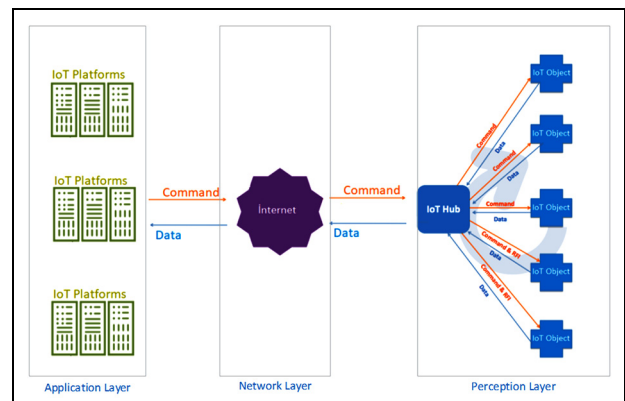 IoT Platforms
IoT Platforms
IoT Platforms
Command
Data
İnternet
Command
Data
IoT Hub
Command
Data
Command
Data
Command
Data
Command & RFI
Data
Command & RFI
Data
IoT Object
IoT Object
IoT Object
IoT Object
IoT Object
Application Layer
Network Layer
Perception Layer